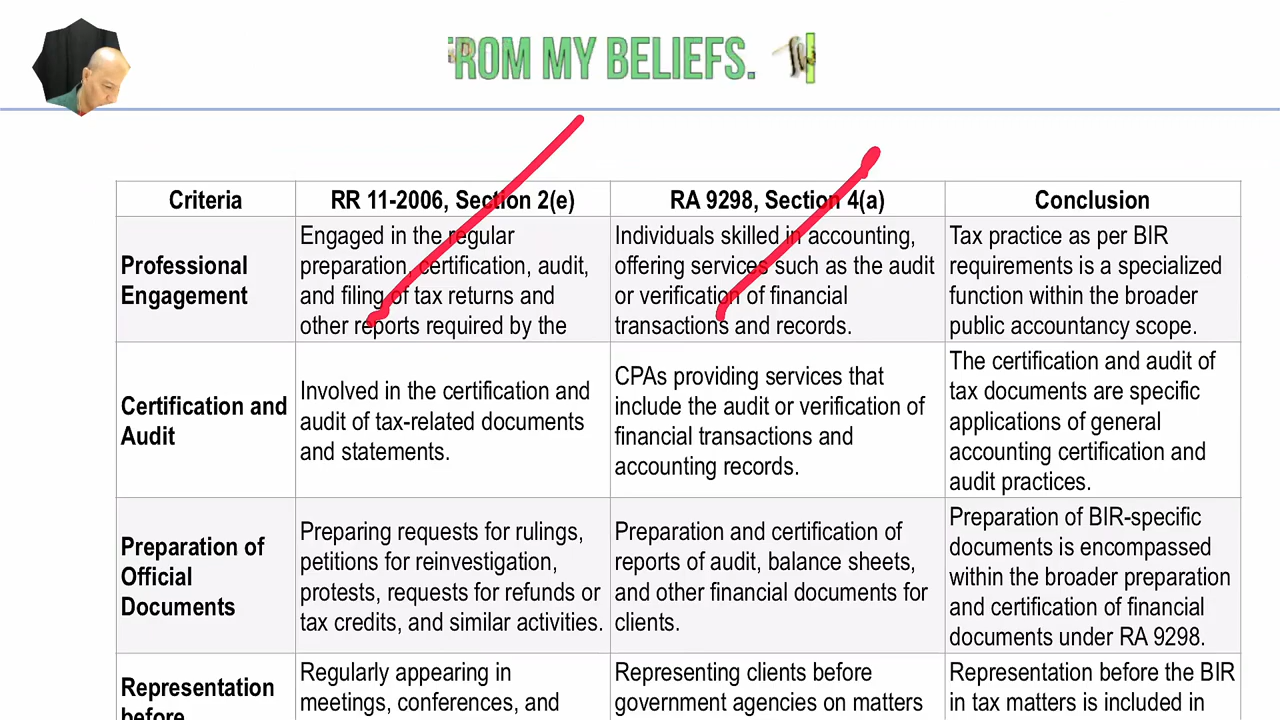 FROM MY BELIEFS.
Criteria
RR 11-2006, Section 2(e)
RA 9298, Section 4(a)
Conclusion
Professional
Engagement
Engaged in the regular
preparation, certification, audit,
and filing of tax returns and
other reports required by the
Individuals skilled in accounting,
offering services such as the audit
or verification of financial
transactions and records.
Tax practice as per BIR
requirements is a specialized
function within the broader
public accountancy scope.
Certification and
Audit
Involved in the certification and
audit of tax-related documents
and statements.
CPAs providing services that
include the audit or verification of
financial transactions and
accounting records.
The certification and audit of
tax documents are specific
applications of general
accounting certification and
audit practices.
Preparation of
Official
Documents
Preparing requests for rulings,
petitions for reinvestigation,
protests, requests for refunds or
tax credits, and similar activities.
Preparation and certification of
reports of audit, balance sheets,
and other financial documents for
clients.
Preparation of BIR-specific
documents is encompassed
within the broader preparation
and certification of financial
documents under RA 9298.
Representation
before
Regularly appearing in
meetings, conferences, and
Representing clients before
government agencies on matters
Representation before the BIR
in tax matters is included in